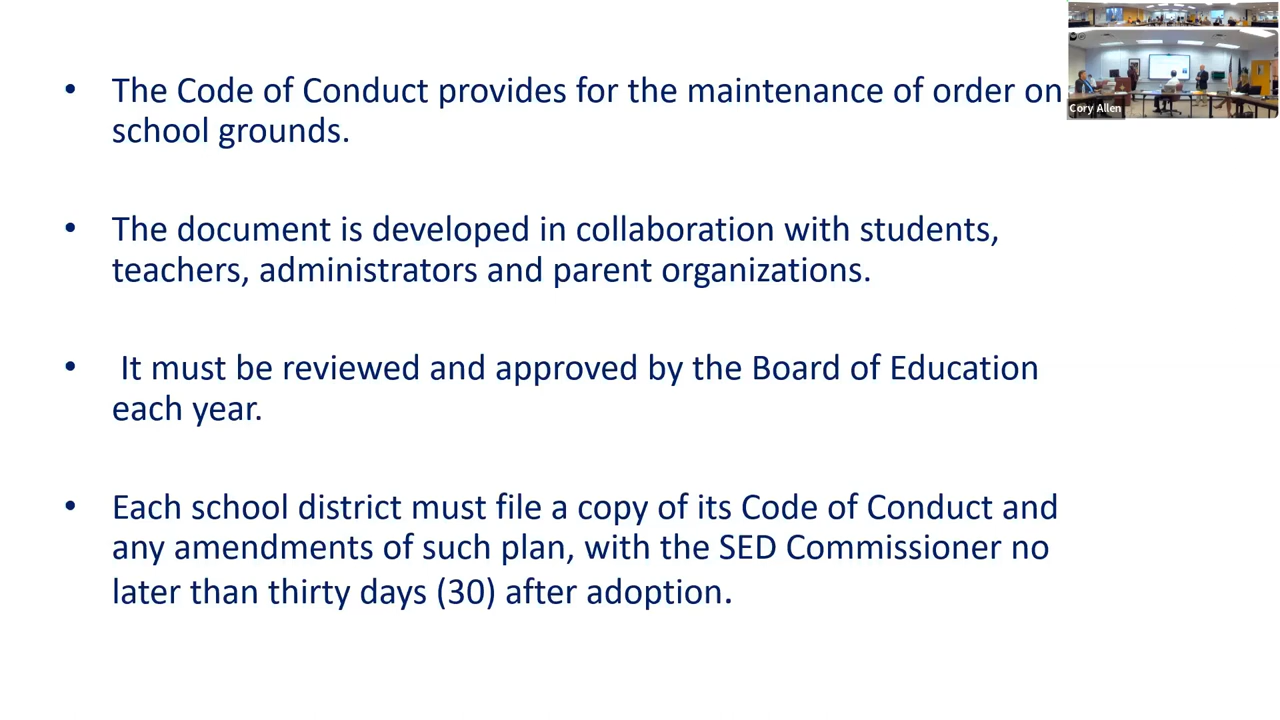 • The Code of Conduct provides for the maintenance of order on
school grounds.
• The document is developed in collaboration with students,
teachers, administrators and parent organizations.
• It must be reviewed and approved by the Board of Education
each year.
• Each school district must file a copy of its Code of Conduct and
any amendments of such plan, with the SED Commissioner no
later than thirty days (30) after adoption.
Cory Allen